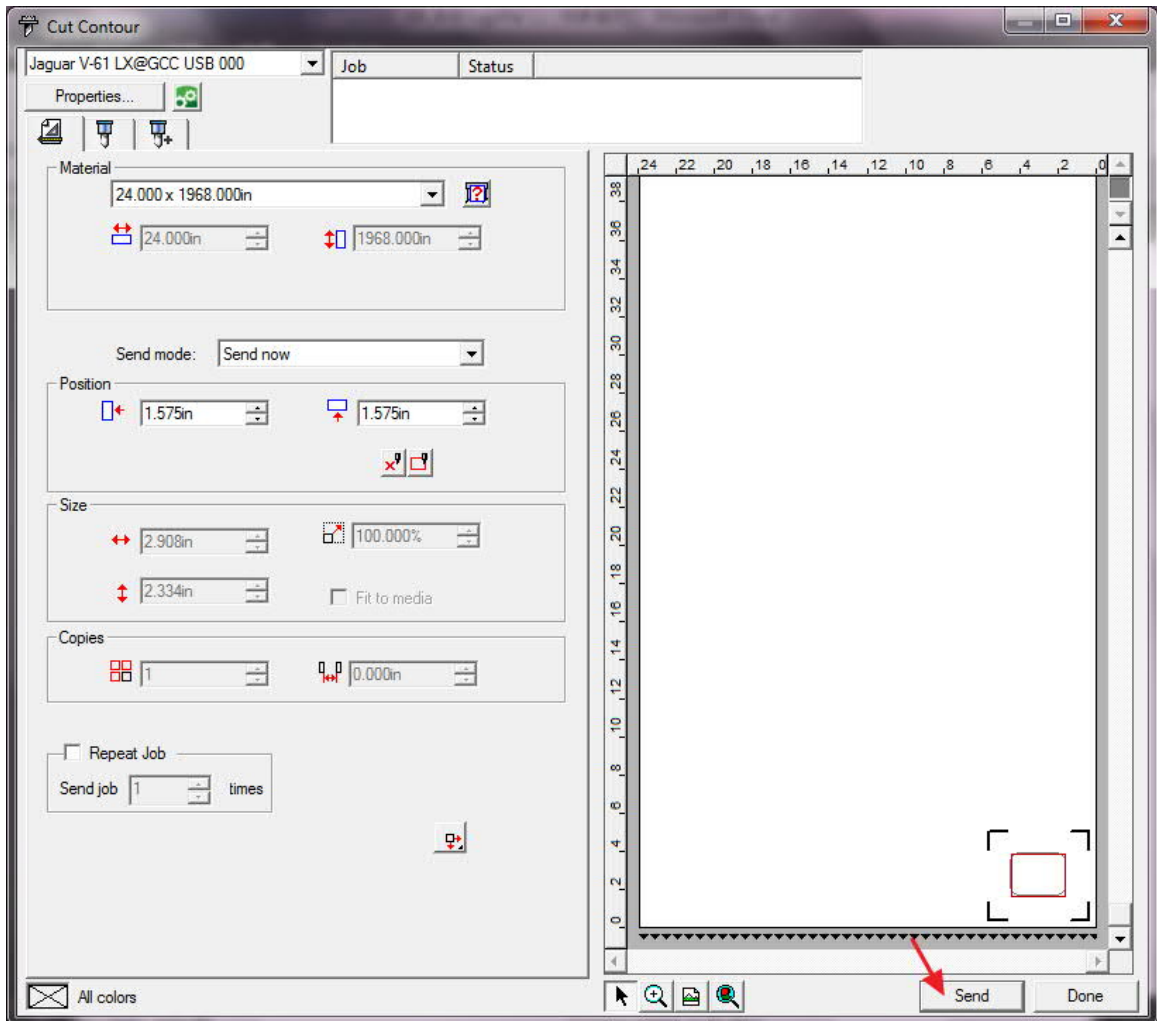 Cut Contour
Jaguar V-61 LX@GCC USB 000
Job Status
Properties...
Material
24.000 x 1968.000in
24.000in 1968.000in
Send mode: Send now
Position
1.575in 1.575in
Size
2.908in 100.000%
2.334in Fit to media
Copies
1 0.000in
Repeat Job
Send job 1 times
All colors
24 22 20 18 16 14 12 10 8 6 4 2 0
38
36
34
32
30
28
26
24
22
20
18
16
14
12
10
8
6
4
2
0
Send Done